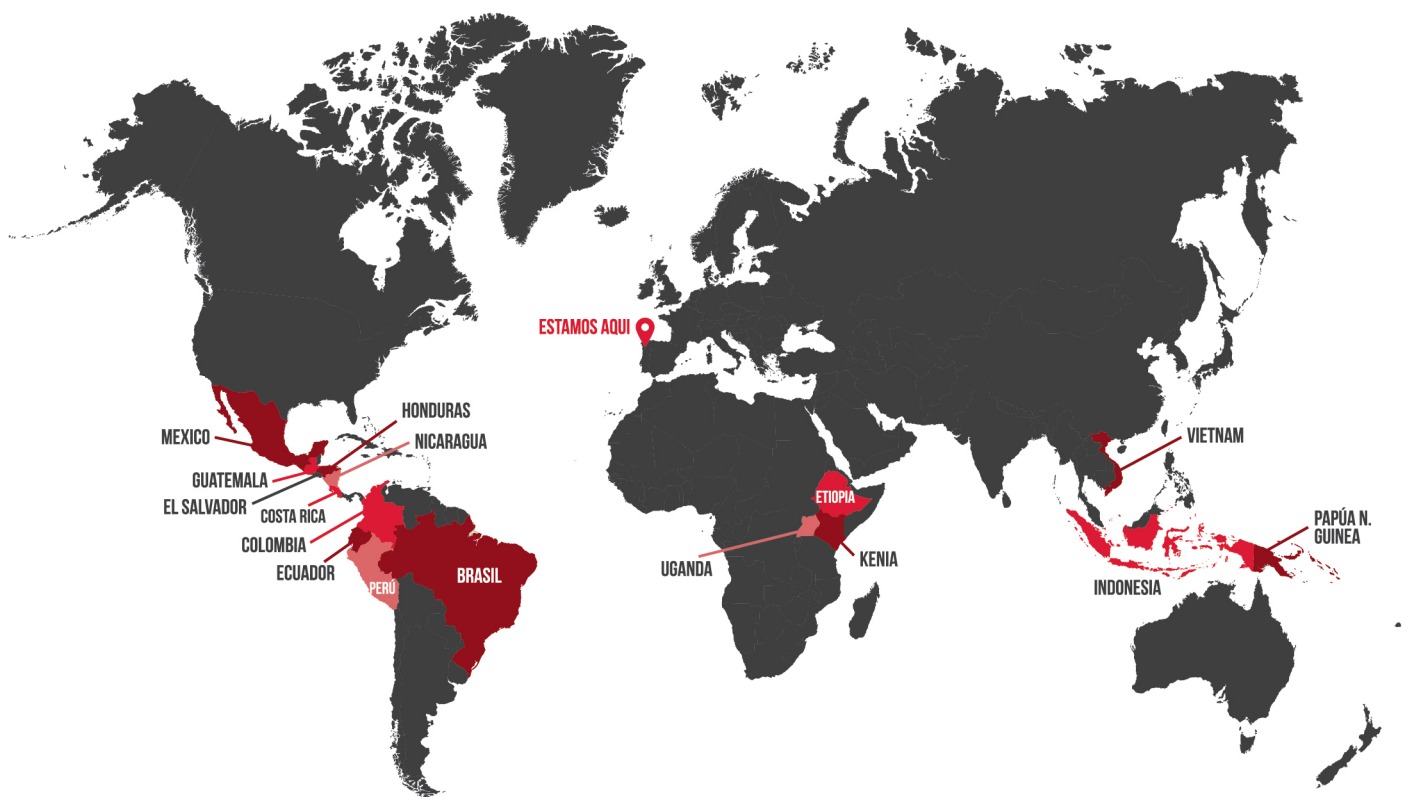 ESTAMOS AQUI
HONDURAS
MEXICO
NICARAGUA
GUATEMALA
EL SALVADOR
COSTA RICA
COLOMBIA
ECUADOR
PERÚ
BRASIL
ETIOPIA
UGANDA
KENIA
VIETNAM
PAPÚA N.
GUINEA
INDONESIA